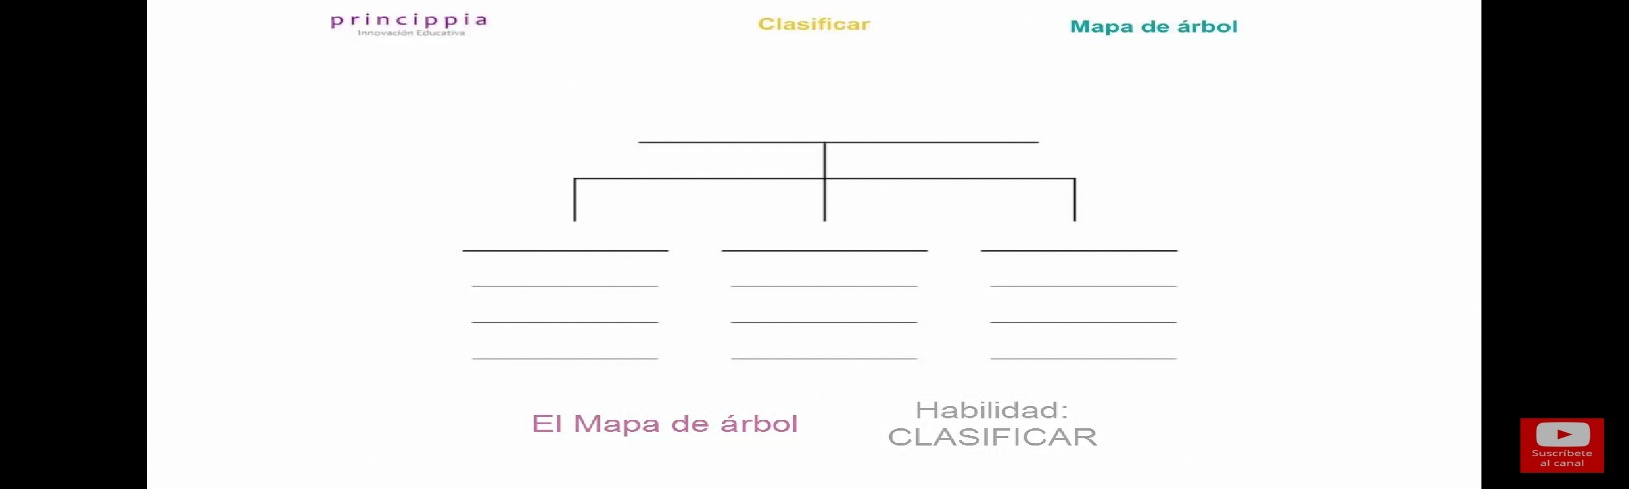 princippia
Innovación Educativa
Clasificar
Mapa de árbol
El Mapa de árbol
Habilidad:
CLASIFICAR
Suscríbete
al canal